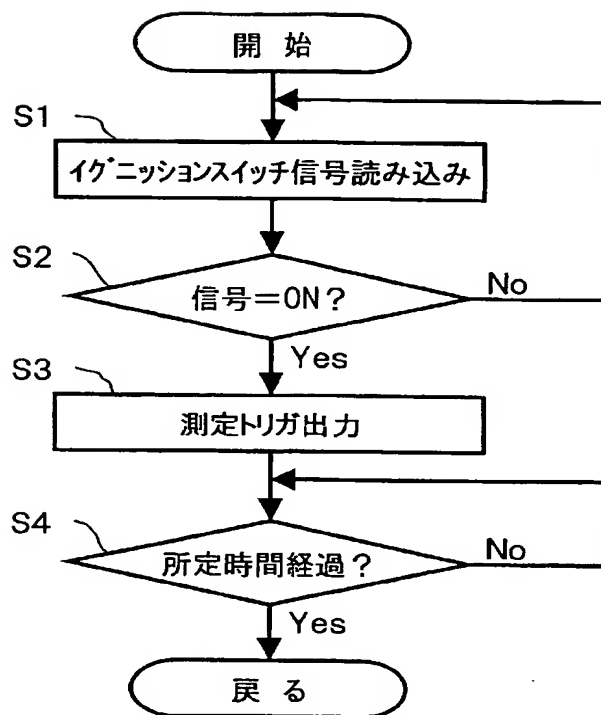 開 始
S1
イグニッションスイッチ信号読み込み
S2
信号=ON?
No
Yes
S3
測定トリガ出力
S4
所定時間経過?
No
Yes
戻 る